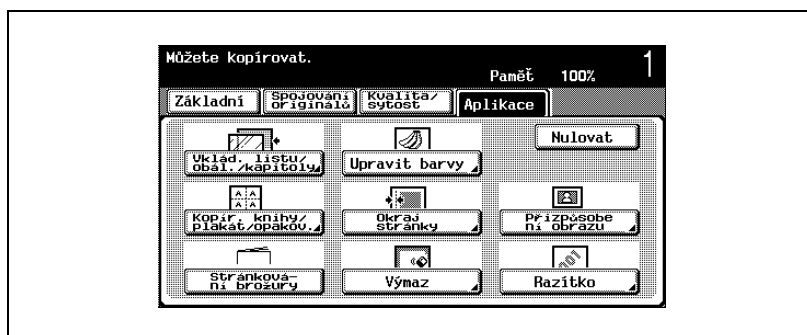 Můžete kopírovat.
Paměť 100% 1
Základní Spojování originálů Kvalita/ sytost Aplikace
Nulovat
Vklád. listu/
obál./kapitoly
Upravit barvy
Kopír. knihy/
plakát/opakov.
Okraj
stránky
Přizpůsobe
ní obrazu
Stránková-
ní brožury
Výmaz
Razítko